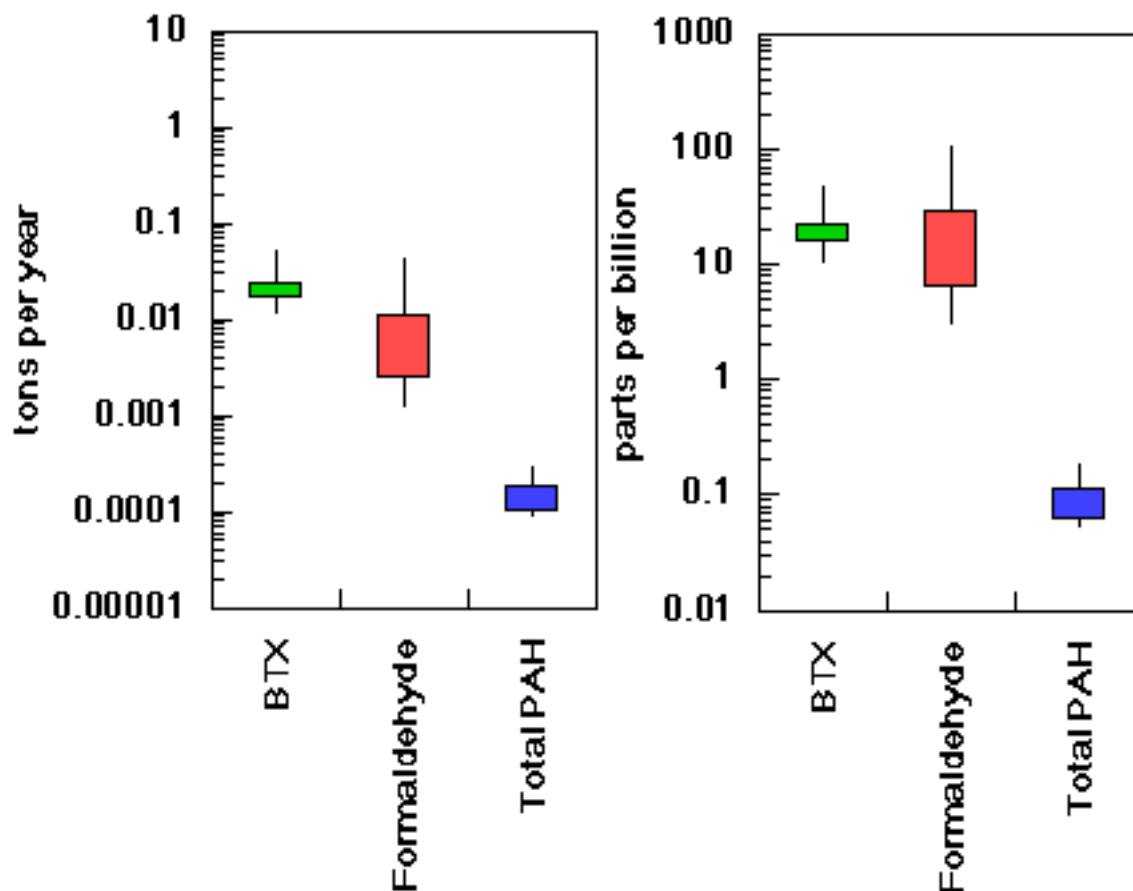 tons per year
10
1
0.1
0.01
0.001
0.0001
0.00001
BTX
Formaldehyde
Total PAH
parts per billion
1000
100
10
1
0.1
0.01
BTX
Formaldehyde
Total PAH